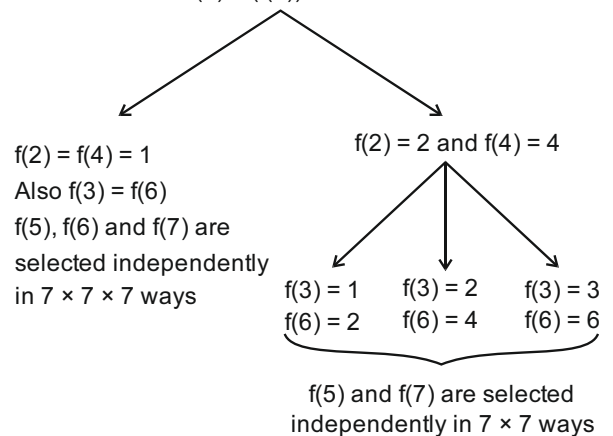 f(2) = f(4) = 1
Also f(3) = f(6)
f(5), f(6) and f(7) are
selected independently
in 7 × 7 × 7 ways
f(2) = 2 and f(4) = 4
f(3) = 1 f(3) = 2 f(3) = 3
f(6) = 2 f(6) = 4 f(6) = 6
f(5) and f(7) are selected
independently in 7 × 7 ways